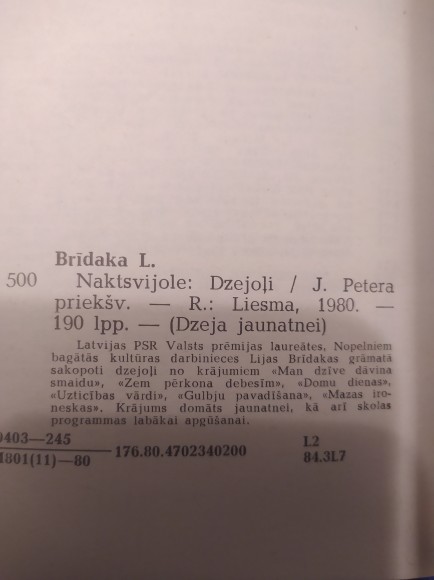 Brīdaka L.
500 Naktsvijole: Dzejoļi / J. Petera
priekšv. — R.: Liesma, 1980. —
190 lpp. — (Dzeja jaunatnei)
Latvijas PSR Valsts prēmijas laureātes, Nopelniem
bagātās kultūras darbinieces Lijas Brīdakas grāmatā
sakopoti dzejoļi no krājumiem «Man dzīve dāvina
smaidu», «Zem pērkona debesīm», «Domu dienas»,
«Uzticības vārdi», «Gulbju pavadīšana», «Mazas iro-
neskas». Krājums domāts jaunatnei, kā arī skolas
programmas labākai apgūšanai.
0403—245
1801(11)—80 176.80.4702340200 L2
84.3L7